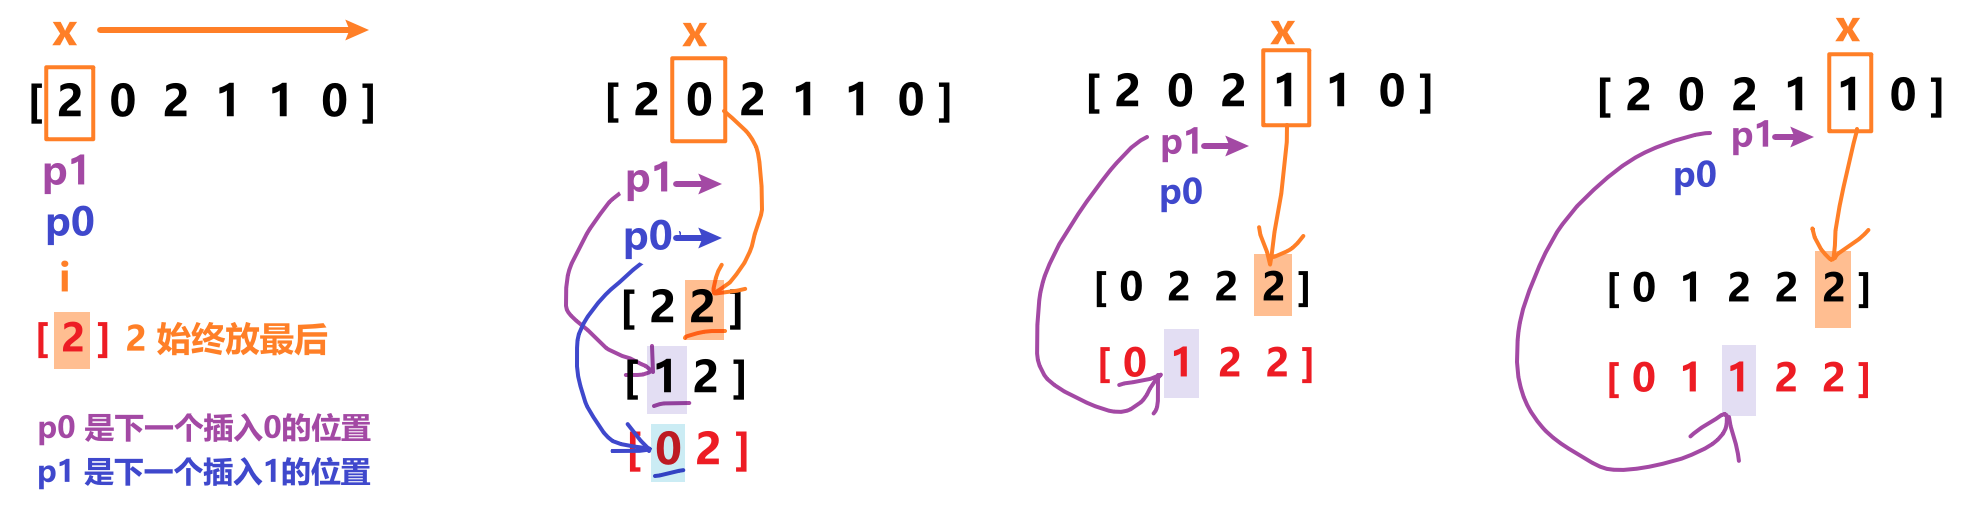 x
[ 2 0 2 1 1 0 ]
p1
p0
i
[ 2 ] 2 始终放最后
p0 是下一个插入0的位置
p1 是下一个插入1的位置
x
[ 2 0 2 1 1 0 ]
p1
p0
[ 2 2 ]
[ 1 2 ]
[ 0 2 ]
x
[ 2 0 2 1 1 0 ]
p1
p0
[ 0 2 2 2 ]
[ 0 1 2 2 ]
x
[ 2 0 2 1 1 0 ]
p1
p0
[ 0 1 2 2 2 ]
[ 0 1 1 2 2 ]